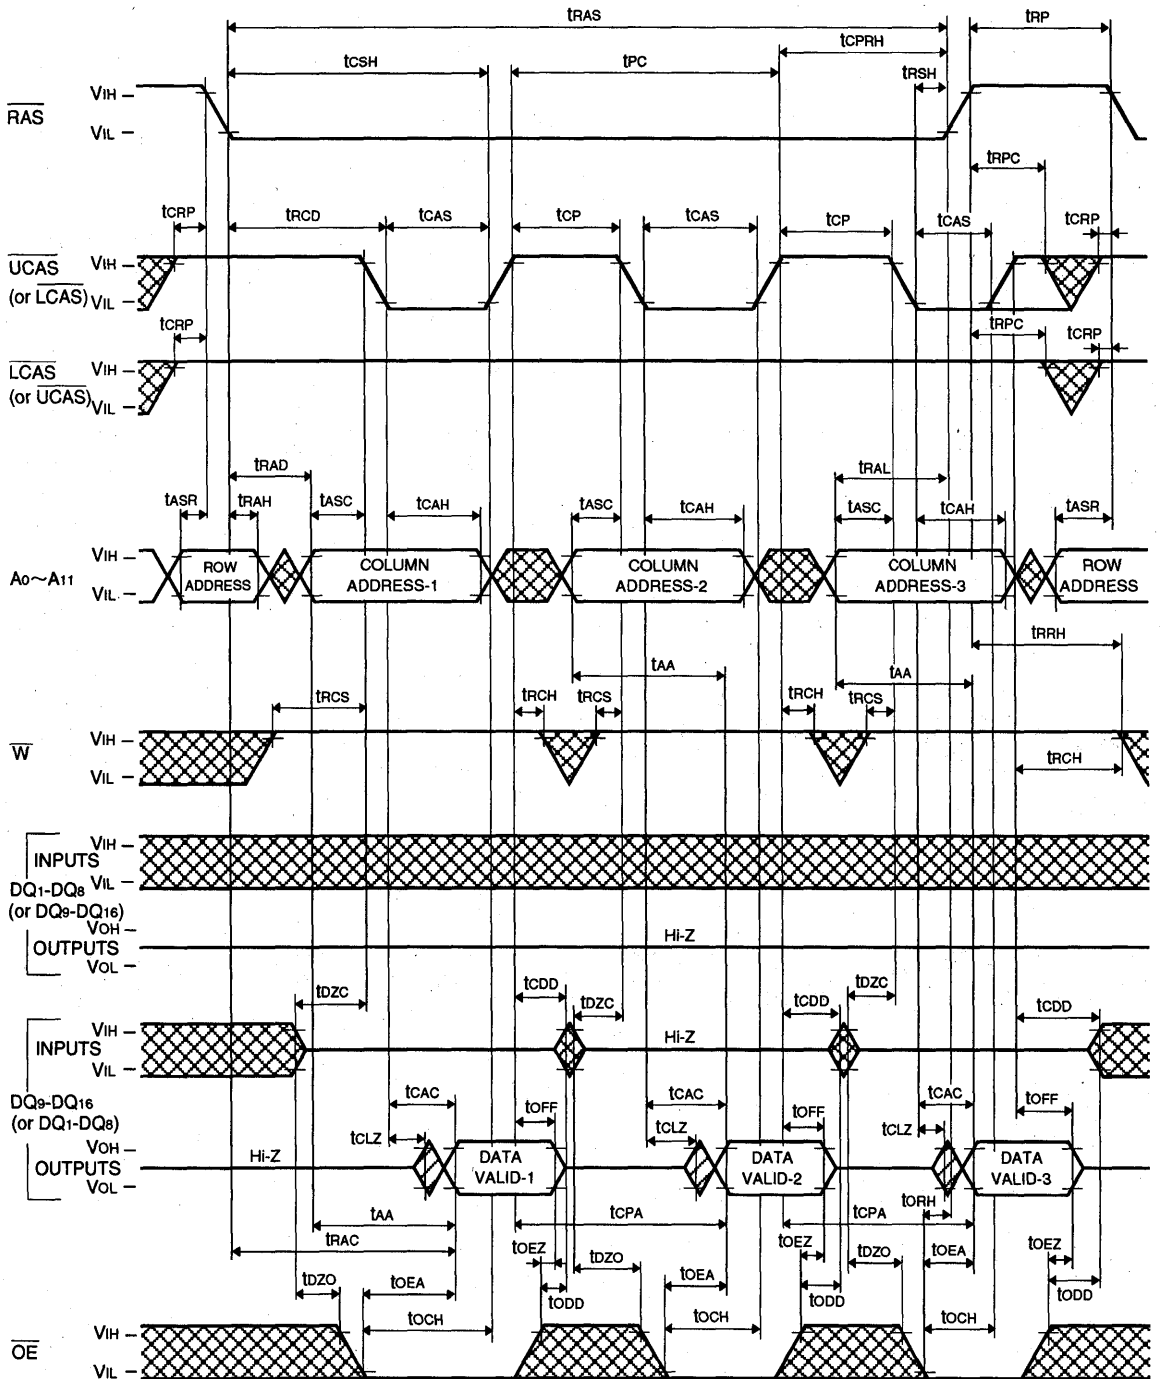 tRAS
tRP
tCPRH
tCSH
tPC
tRSH
RAS
VIH
VIL
tRPC
tCRP
tRCD
tCAS
tCP
tCAS
tCP
tCAS
tCRP
UCAS
(or LCAS)
VIH
VIL
tCRP
tRPC
tCRP
LCAS
(or UCAS)
VIH
VIL
tRAD
tRAL
tASR
tRAH
tASC
tCAH
tASC
tCAH
tASC
tCAH
tASR
A0~A11
VIH
VIL
ROW
ADDRESS
COLUMN
ADDRESS-1
COLUMN
ADDRESS-2
COLUMN
ADDRESS-3
ROW
ADDRESS
tRRH
tAA
tAA
tRCS
tRCH
tRCS
tRCH
tRCS
W
VIH
VIL
tRCH
VIH
INPUTS
VIL
DQ1-DQ8
(or DQ9-DQ16)
VOH
OUTPUTS
VOL
Hi-Z
tDZC
tCDD
tDZC
tCDD
tDZC
tCDD
VIH
INPUTS
VIL
Hi-Z
DQ9-DQ16
(or DQ1-DQ8)
tCAC
tOFF
tCAC
tOFF
tCAC
tOFF
tCLZ
tCLZ
tCLZ
VOH
OUTPUTS
VOL
Hi-Z
DATA
VALID-1
DATA
VALID-2
DATA
VALID-3
tORH
tAA
tCPA
tCPA
tRAC
tOEZ
tOEZ
tOEZ
tDZO
tOEA
tDZO
tOEA
tDZO
tOEA
tODD
tODD
tODD
tOCH
tOCH
tOCH
OE
VIH
VIL